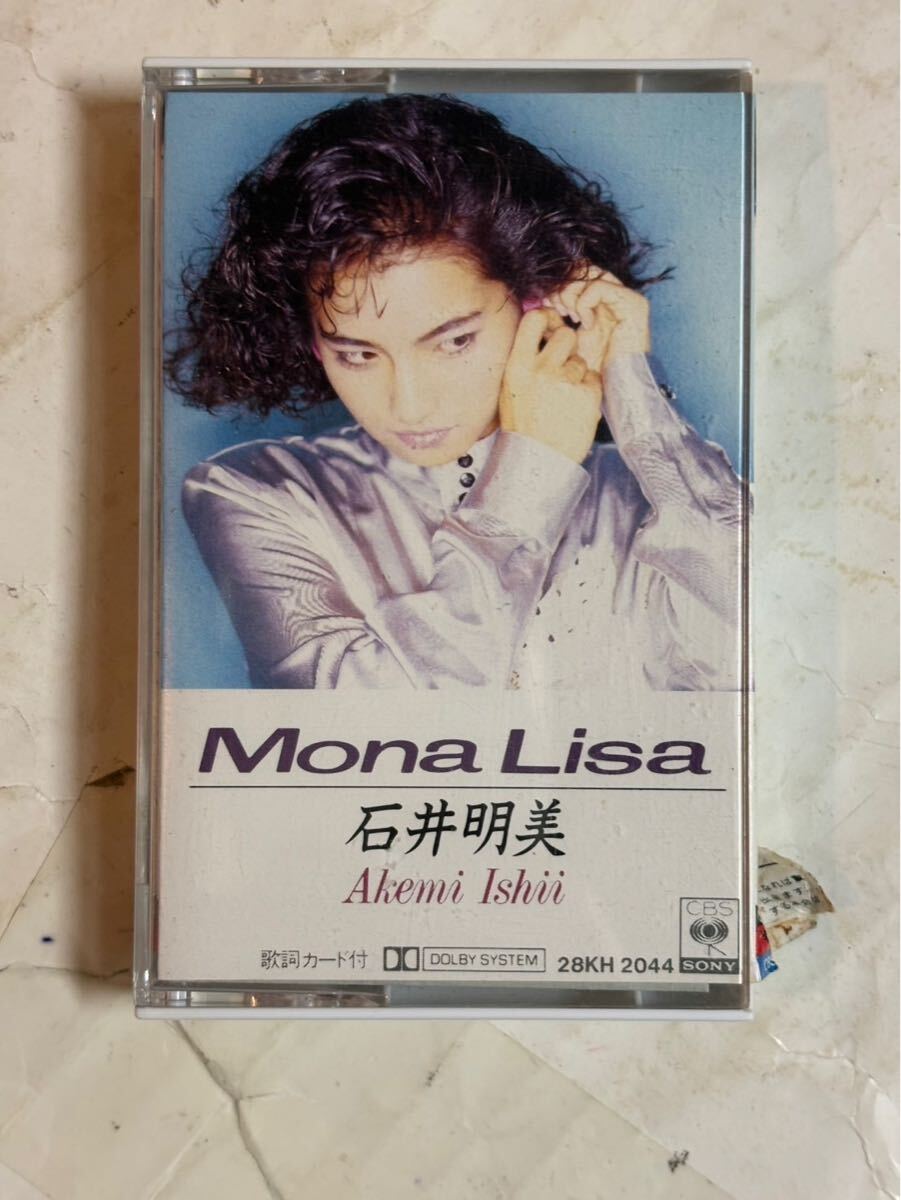 Mona Lisa
石井明美
Akemi Ishii
歌詞カード付
DOLBY SYSTEM
28KH 2044
CBS
SONY